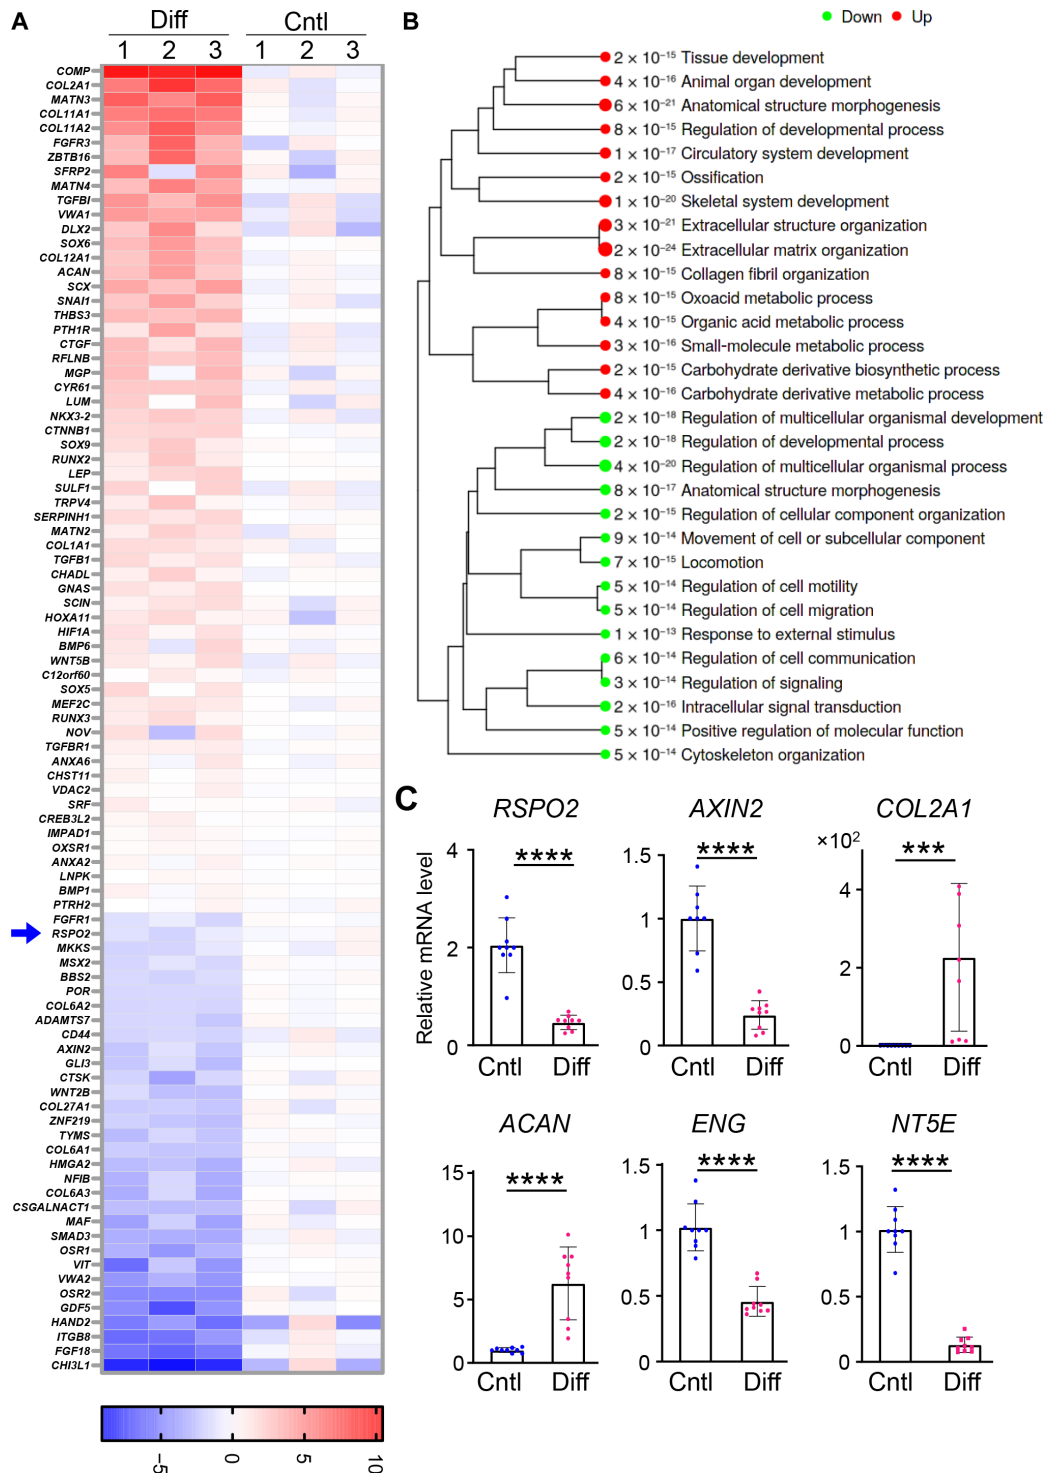 A
Diff
Cntl
1 2 3 1 2 3
COMP
COL2A1
MATN3
COL11A1
COL11A2
FGFR3
ZBTB16
SFRP2
MATN4
TGFBI
VWA1
DLX2
SOX6
COL12A1
ACAN
SCX
SNAI1
THBS3
PTH1R
CTGF
RFLNB
MGP
CYR61
LUM
NKX3-2
CTNNB1
SOX9
RUNX2
LEP
SULF1
TRPV4
SERPINH1
MATN2
COL1A1
TGFB1
CHADL
GNAS
SCIN
HOXA11
HIF1A
BMP6
WNT5B
C12orf60
SOX5
MEF2C
RUNX3
NOV
TGFBR1
ANXA6
CHST11
VDAC2
SRF
CREB3L2
IMPAD1
OXSR1
ANXA2
LNPK
BMP1
PTRH2
FGFR1
RSPO2
MKKS
MSX2
BBS2
POR
COL6A2
ADAMTS7
CD44
AXIN2
GLI3
CTSK
WNT2B
COL27A1
ZNF219
TYMS
COL6A1
HMGA2
NFIB
COL6A3
CSGALNACT1
MAF
SMAD3
OSR1
VIT
VWA2
OSR2
GDF5
HAND2
ITGB8
FGF18
CHI3L1
−5 0 5 10
B
Down Up
2 × 10⁻¹⁵ Tissue development
4 × 10⁻¹⁶ Animal organ development
6 × 10⁻²¹ Anatomical structure morphogenesis
8 × 10⁻¹⁵ Regulation of developmental process
1 × 10⁻¹⁷ Circulatory system development
2 × 10⁻¹⁵ Ossification
1 × 10⁻²⁰ Skeletal system development
3 × 10⁻²¹ Extracellular structure organization
2 × 10⁻²⁴ Extracellular matrix organization
8 × 10⁻¹⁵ Collagen fibril organization
8 × 10⁻¹⁵ Oxoacid metabolic process
4 × 10⁻¹⁵ Organic acid metabolic process
3 × 10⁻¹⁶ Small-molecule metabolic process
2 × 10⁻¹⁵ Carbohydrate derivative biosynthetic process
4 × 10⁻¹⁶ Carbohydrate derivative metabolic process
2 × 10⁻¹⁸ Regulation of multicellular organismal development
2 × 10⁻¹⁸ Regulation of developmental process
4 × 10⁻²⁰ Regulation of multicellular organismal process
8 × 10⁻¹⁷ Anatomical structure morphogenesis
2 × 10⁻¹⁵ Regulation of cellular component organization
9 × 10⁻¹⁴ Movement of cell or subcellular component
7 × 10⁻¹⁵ Locomotion
5 × 10⁻¹⁴ Regulation of cell motility
5 × 10⁻¹⁴ Regulation of cell migration
1 × 10⁻¹³ Response to external stimulus
6 × 10⁻¹⁴ Regulation of cell communication
3 × 10⁻¹⁴ Regulation of signaling
2 × 10⁻¹⁶ Intracellular signal transduction
5 × 10⁻¹⁴ Positive regulation of molecular function
5 × 10⁻¹⁴ Cytoskeleton organization
C
Relative mRNA level
RSPO2
****
4
2
0
Cntl Diff
AXIN2
****
1.5
1
0.5
0
Cntl Diff
COL2A1
×10²
***
4
2
0
Cntl Diff
ACAN
****
15
10
5
0
Cntl Diff
ENG
****
1.5
1
0.5
0
Cntl Diff
NT5E
****
1.5
1
0.5
0
Cntl Diff